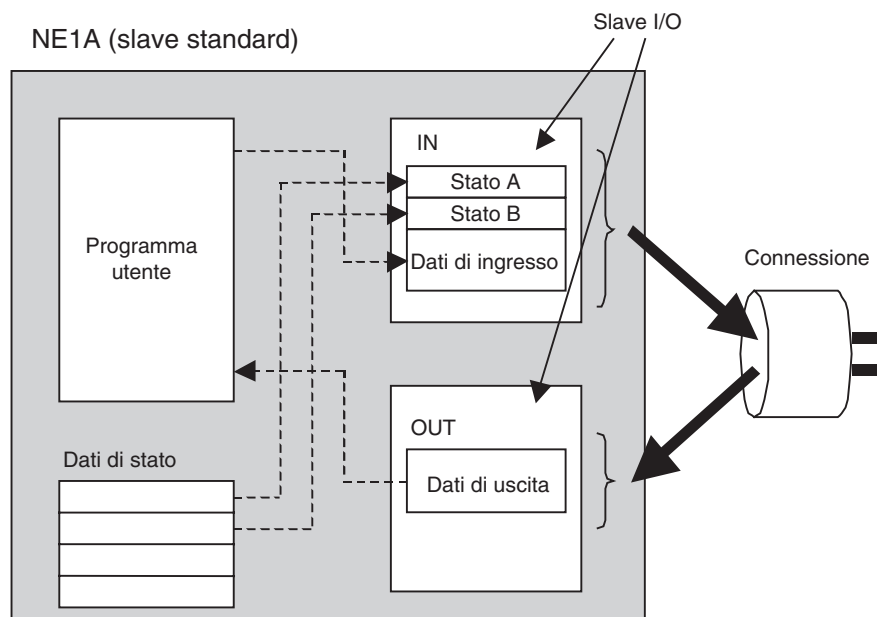 Slave I/O
NE1A (slave standard)
IN
Stato A
Stato B
Programma
utente
Dati di ingresso
Connessione
OUT
Dati di stato
Dati di uscita